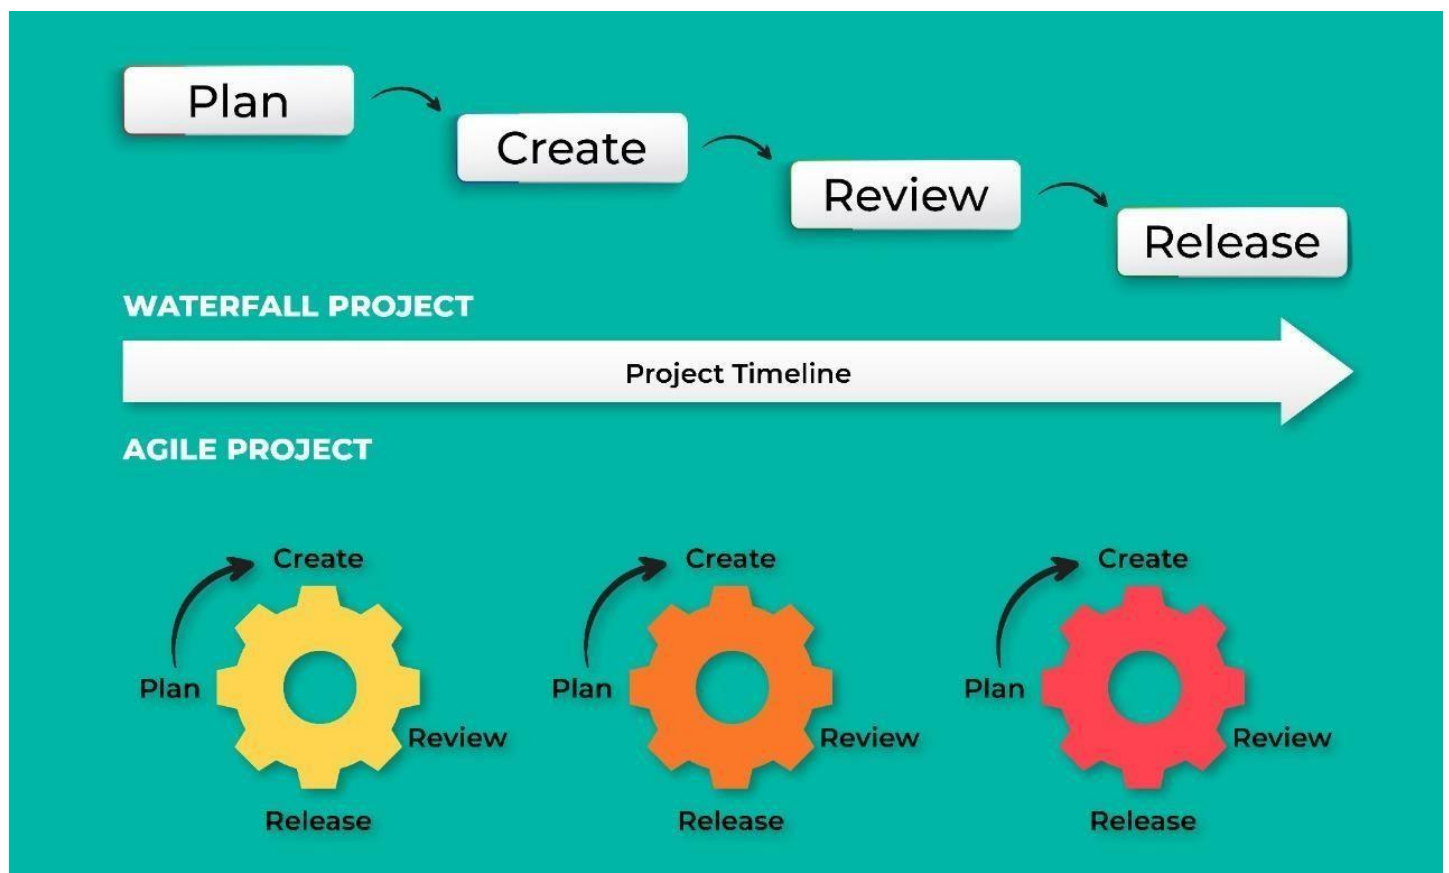 Plan
Create
Review
Release
WATERFALL PROJECT
Project Timeline
AGILE PROJECT
Create
Plan
Review
Release
Create
Plan
Review
Release
Create
Plan
Review
Release